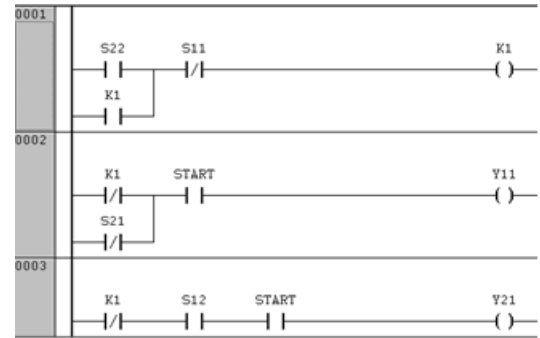 0001
S22 S11 K1
K1
0002
K1 START Y11
S21
0003
K1 S12 START Y21